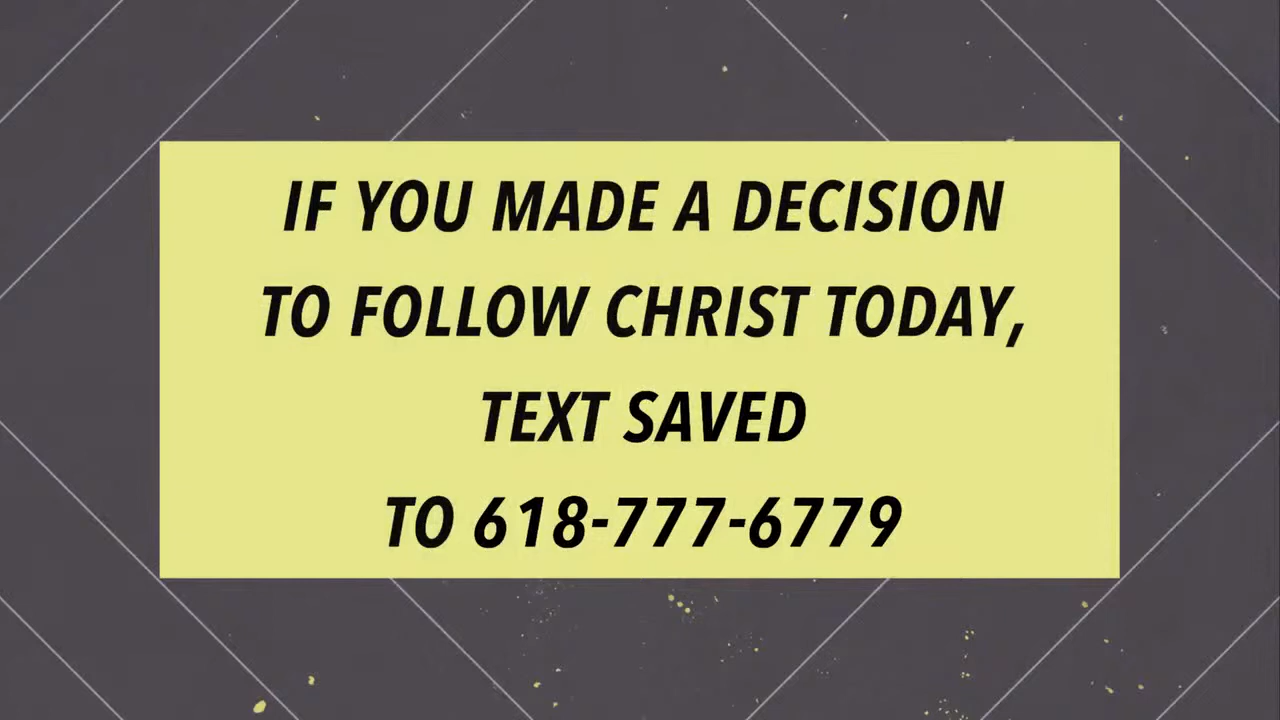 IF YOU MADE A DECISION
TO FOLLOW CHRIST TODAY,
TEXT SAVED
TO 618-777-6779